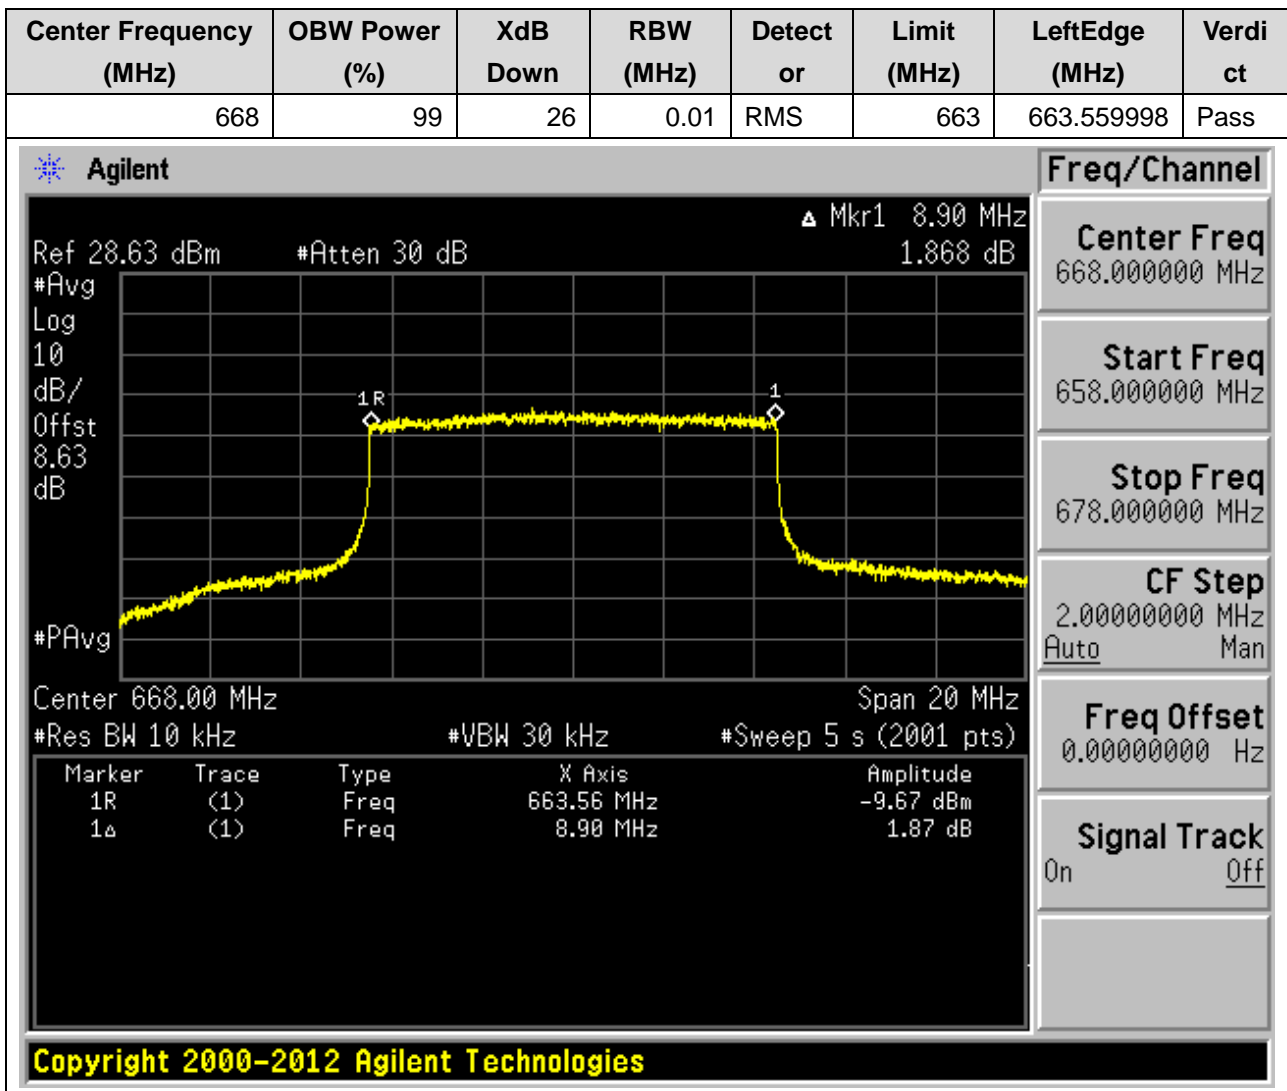 Center Frequency (MHz) OBW Power (%) XdB Down RBW (MHz) Detect or Limit (MHz) LeftEdge (MHz) Verdi ct
668 99 26 0.01 RMS 663 663.559998 Pass
Agilent
Freq/Channel
Δ Mkr1 8.90 MHz
Ref 28.63 dBm #Atten 30 dB 1.868 dB
#Avg
Log
10
dB/
Offst
8.63
dB
1R
1
#PAvg
Center 668.00 MHz Span 20 MHz
#Res BW 10 kHz #VBW 30 kHz #Sweep 5 s (2001 pts)
Marker Trace Type X Axis Amplitude
1R (1) Freq 663.56 MHz -9.67 dBm
1Δ (1) Freq 8.90 MHz 1.87 dB
Center Freq
668.000000 MHz
Start Freq
658.000000 MHz
Stop Freq
678.000000 MHz
CF Step
2.00000000 MHz
Auto Man
Freq Offset
0.00000000 Hz
Signal Track
On Off
Copyright 2000-2012 Agilent Technologies